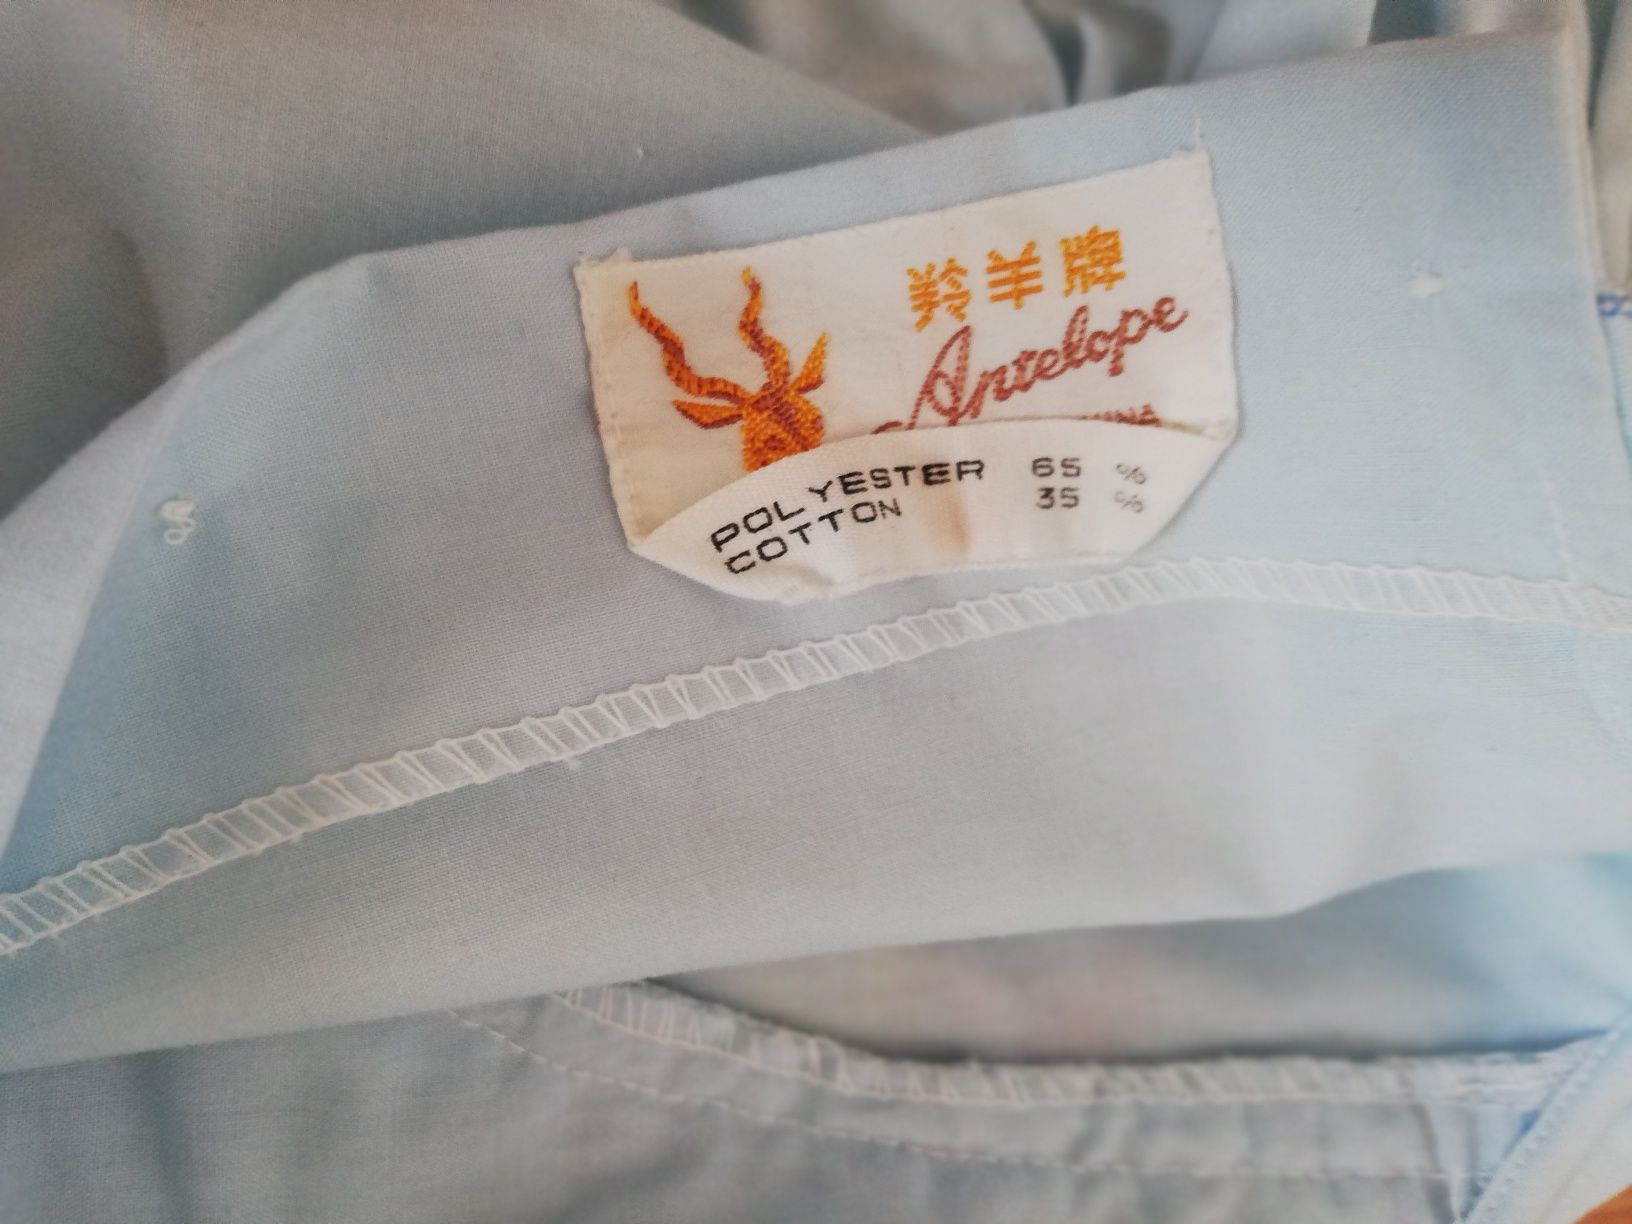 羚羊牌
Antelope
POLYESTER 65 %
COTTON 35 %